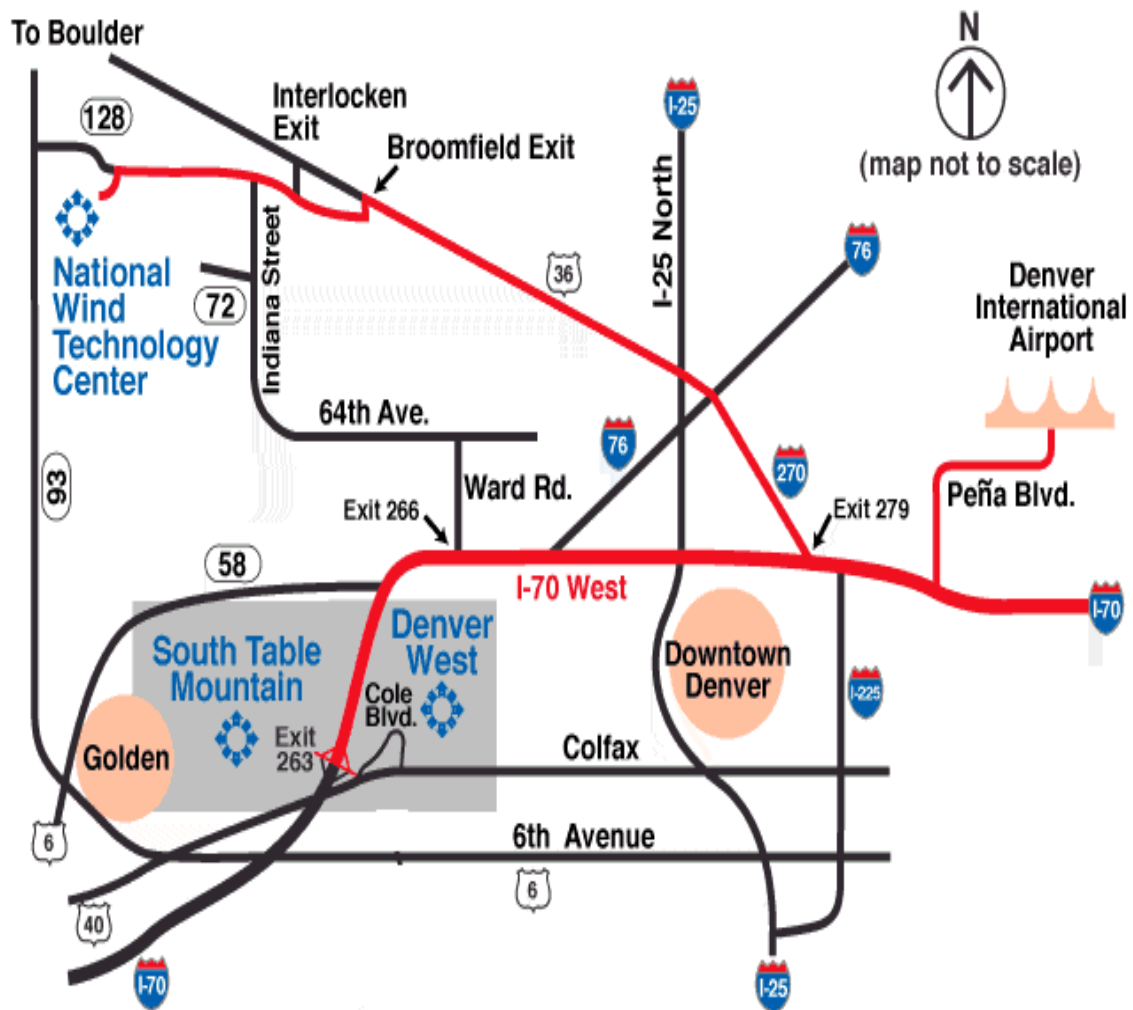 To Boulder
N
128
Interlocken
Exit
I-25
Broomfield Exit
(map not to scale)
I-25 North
Indiana Street
76
36
National
Wind
Technology
Center
72
Denver
International
Airport
64th Ave.
76
270
93
Ward Rd.
Peña Blvd.
Exit 266
Exit 279
58
I-70 West
I-70
South Table
Mountain
Denver
West
Downtown
Denver
I-225
Cole
Blvd.
Exit
263
Golden
Colfax
6
6th Avenue
6
40
I-70
I-25